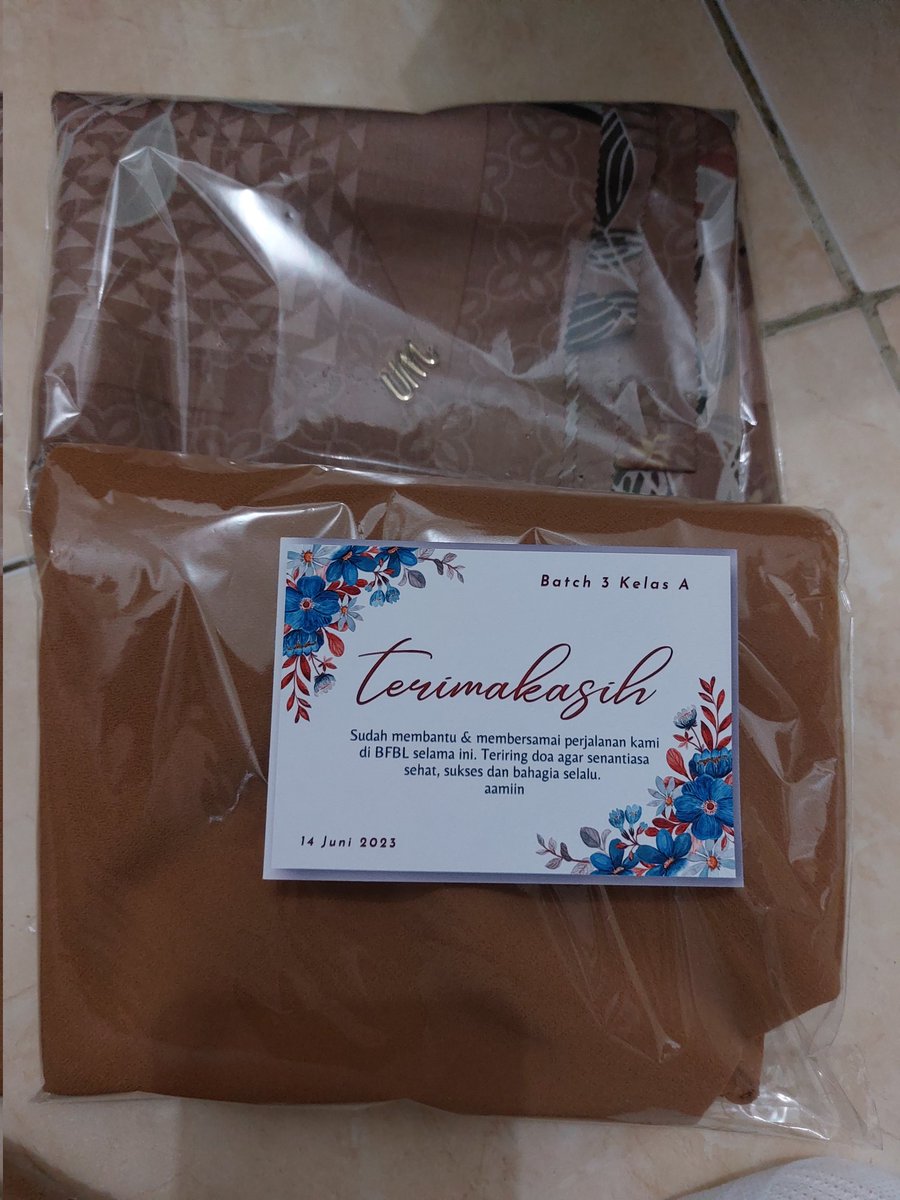 UM
Batch 3 Kelas A
terimakasih
Sudah membantu & membersamai perjalanan kami
di BFBL selama ini. Teriring doa agar senantiasa
sehat, sukses dan bahagia selalu.
aamiin
14 Juni 2023